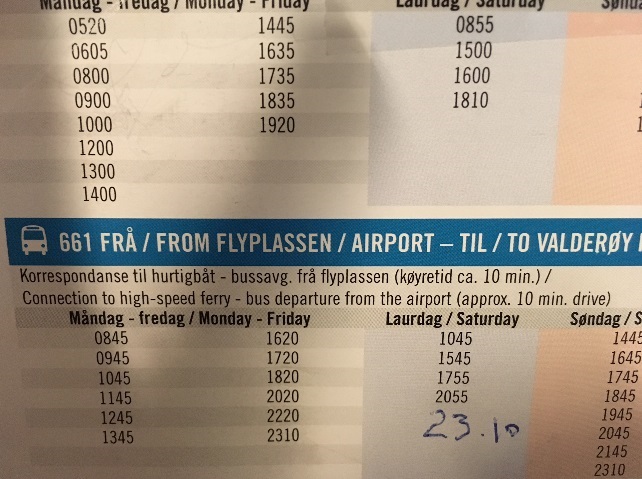 Måndag - fredag / Monday - Friday Laurdag / Saturday
0520 1445 0855
0605 1635 1500
0800 1735 1600
0900 1835 1810
1000 1920
1200
1300
1400
661 FRÅ / FROM FLYPLASSEN / AIRPORT – TIL / TO VALDERØY
Korrespondanse til hurtigbåt - bussavg. frå flyplassen (køyretid ca. 10 min.) /
Connection to high-speed ferry - bus departure from the airport (approx. 10 min. drive)
Måndag - fredag / Monday - Friday Laurdag / Saturday Søndag / S
0845 1620 1045 1445
0945 1720 1545 1645
1045 1820 1755 1745
1145 2020 2055 1845
1245 2220 23.10 1945
1345 2310 2045
2145
2310